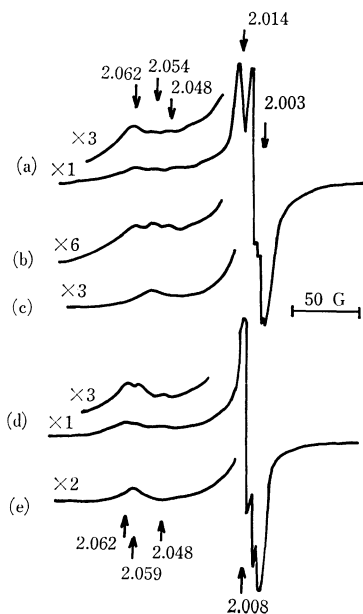 2.014
2.054
2.062
2.048
2.003
×3
(a)
×1
(b)
×6
(c)
×3
50 G
×3
(d)
×1
×2
(e)
2.062
2.048
2.059
2.008